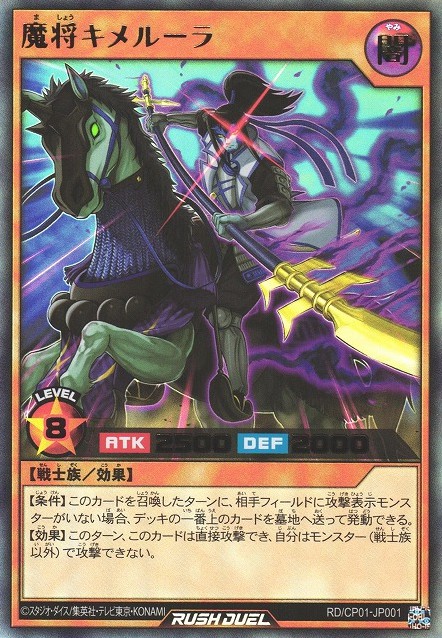 魔将キメルーラ
ま しょう
闇
やみ
LEVEL
8
ATK 2500 DEF 2000
【戦士族/効果】
【条件】このカードを召喚したターンに、相手フィールドに攻撃表示モンス
ターがいない場合、デッキの一番上のカードを墓地へ送って発動できる。
【効果】このターン、このカードは直接攻撃でき、自分はモンスター(戦士族
以外)で攻撃できない。
©スタジオ・ダイス/集英社・テレビ東京・KONAMI
RUSH DUEL
RD/CP01-JP001